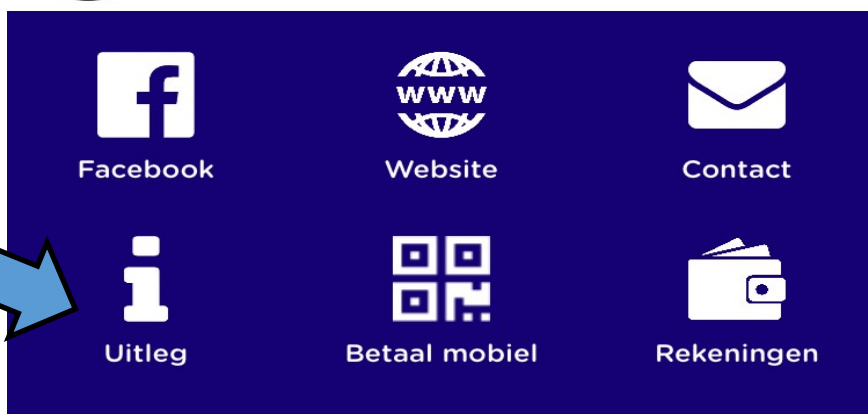 f
www
Facebook Website Contact
i
Uitleg Betaal mobiel Rekeningen